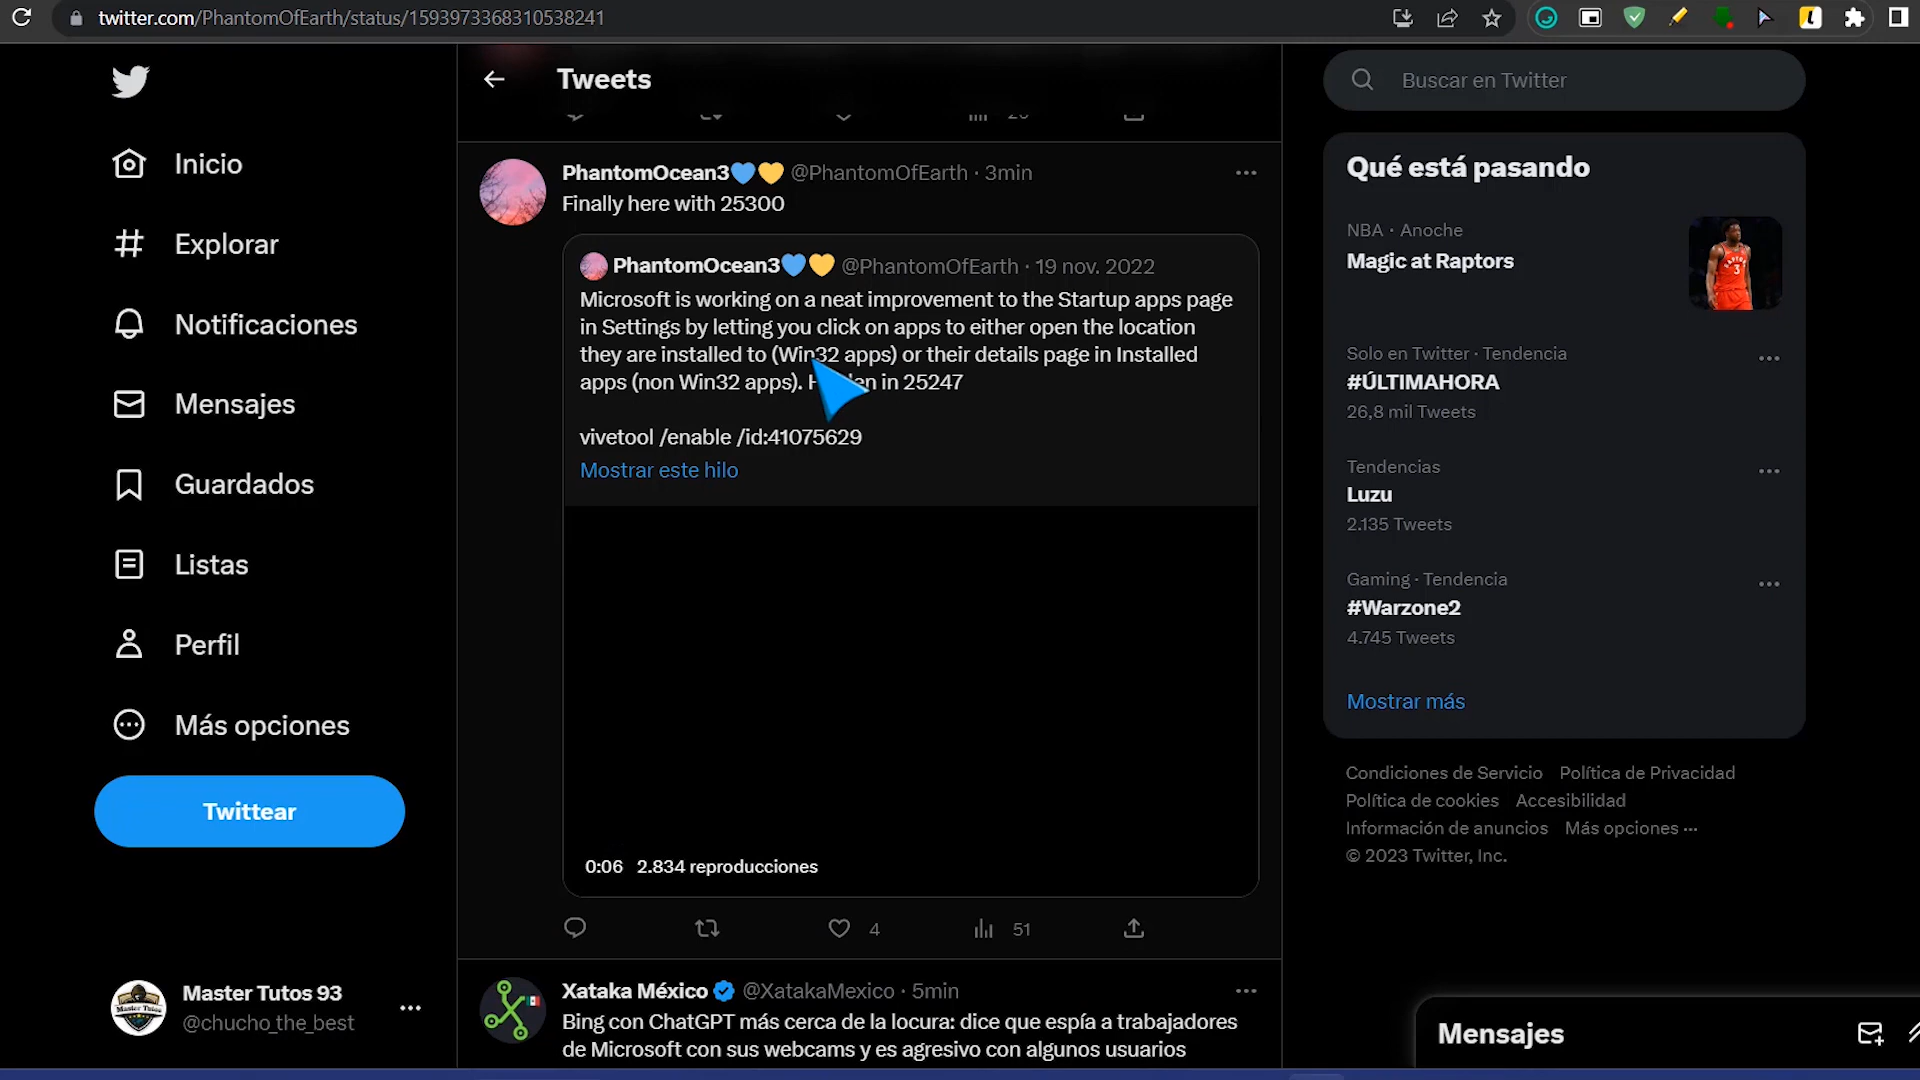 twitter.com/PhantomOfEarth/status/1593973368310538241
Inicio
Explorar
Notificaciones
Mensajes
Guardados
Listas
Perfil
Más opciones
Twittear
Master Tutos 93
@chucho_the_best
Tweets
PhantomOcean3💙💛 @PhantomOfEarth · 3min
Finally here with 25300
PhantomOcean3💙💛 @PhantomOfEarth · 19 nov. 2022
Microsoft is working on a neat improvement to the Startup apps page
in Settings by letting you click on apps to either open the location
they are installed to (Win32 apps) or their details page in Installed
apps (non Win32 apps). in 25247
vivetool /enable /id:41075629
Mostrar este hilo
0:06 2.834 reproducciones
4
51
Xataka México @XatakaMexico · 5min
Bing con ChatGPT más cerca de la locura: dice que espía a trabajadores
de Microsoft con sus webcams y es agresivo con algunos usuarios
Buscar en Twitter
Qué está pasando
NBA · Anoche
Magic at Raptors
Solo en Twitter · Tendencia
#ÚLTIMAHORA
26,8 mil Tweets
Tendencias
Luzu
2.135 Tweets
Gaming · Tendencia
#Warzone2
4.745 Tweets
Mostrar más
Condiciones de Servicio Política de Privacidad
Política de cookies Accesibilidad
Información de anuncios Más opciones ···
© 2023 Twitter, Inc.
Mensajes